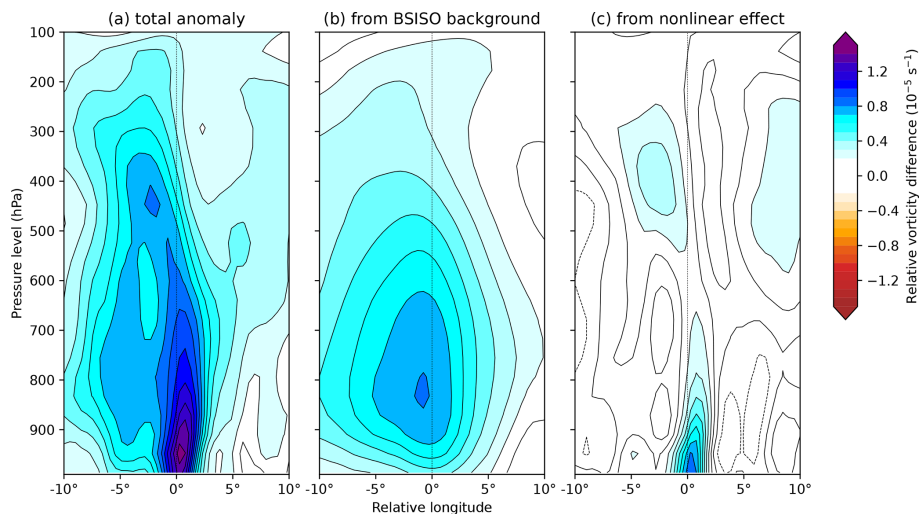 (a) total anomaly
(b) from BSISO background
(c) from nonlinear effect
100
200
300
400
500
600
700
800
900
Pressure level (hPa)
-10° -5° 0° 5° 10°
-10° -5° 0° 5° 10°
-10° -5° 0° 5° 10°
Relative longitude
1.2
0.8
0.4
0.0
−0.4
−0.8
−1.2
Relative vorticity difference (10⁻⁵ s⁻¹)